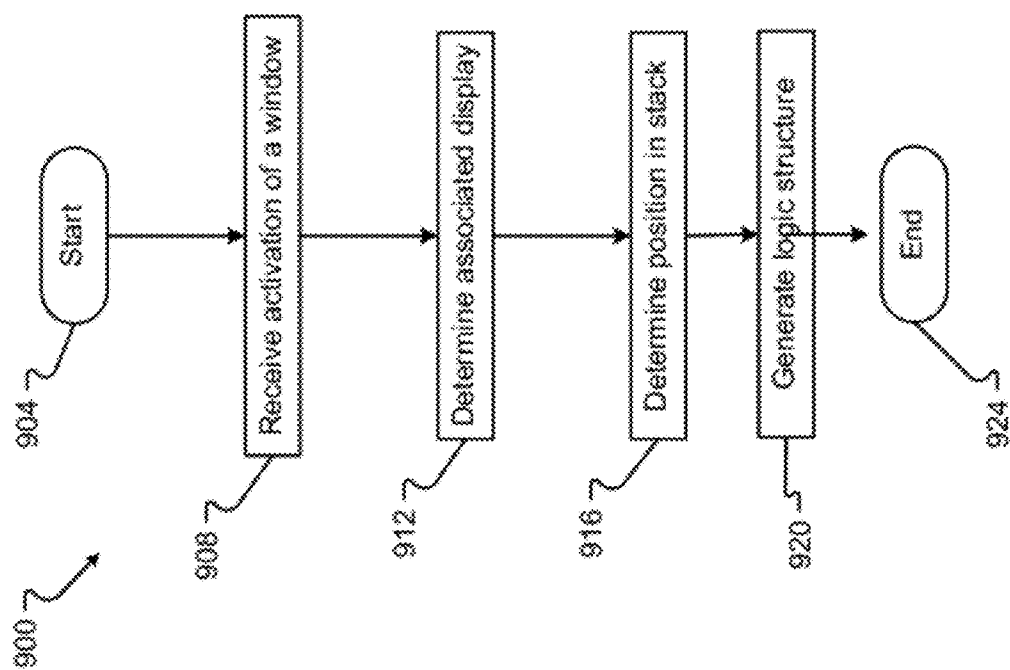 900
904
Start
908
Receive activation of a window
912
Determine associated display
916
Determine position in stack
920
Generate logic structure
924
End